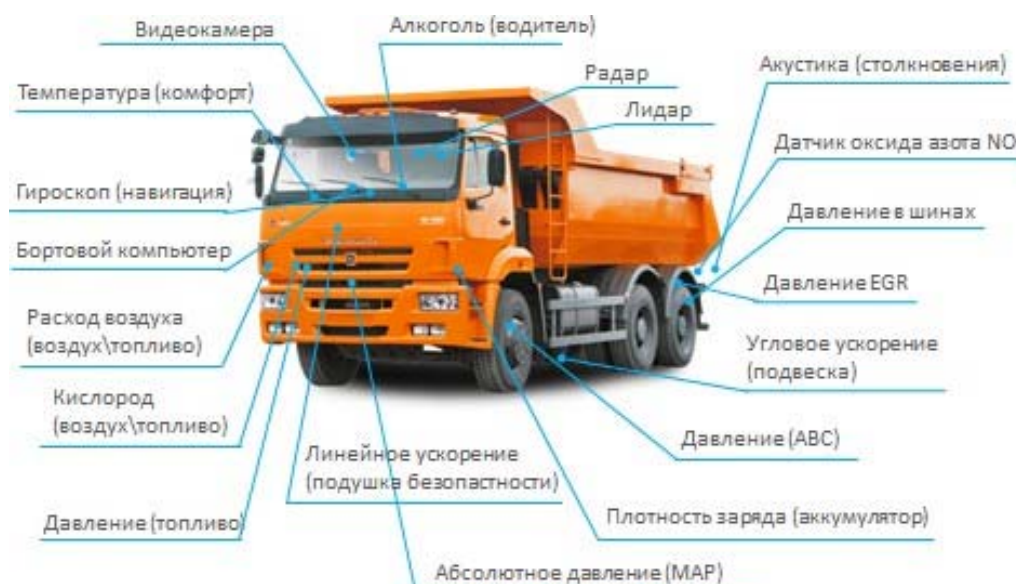 Видеокамера
Алкоголь (водитель)
Радар
Акустика (столкновения)
Температура (комфорт)
Лидар
Датчик оксида азота NO
Гироскоп (навигация)
Давление в шинах
Бортовой компьютер
Давление EGR
Расход воздуха
(воздух\топливо)
Угловое ускорение
(подвеска)
Кислород
(воздух\топливо)
Давление (ABC)
Линейное ускорение
(подушка безопастности)
Давление (топливо)
Плотность заряда (аккумулятор)
Абсолютное давление (MAP)